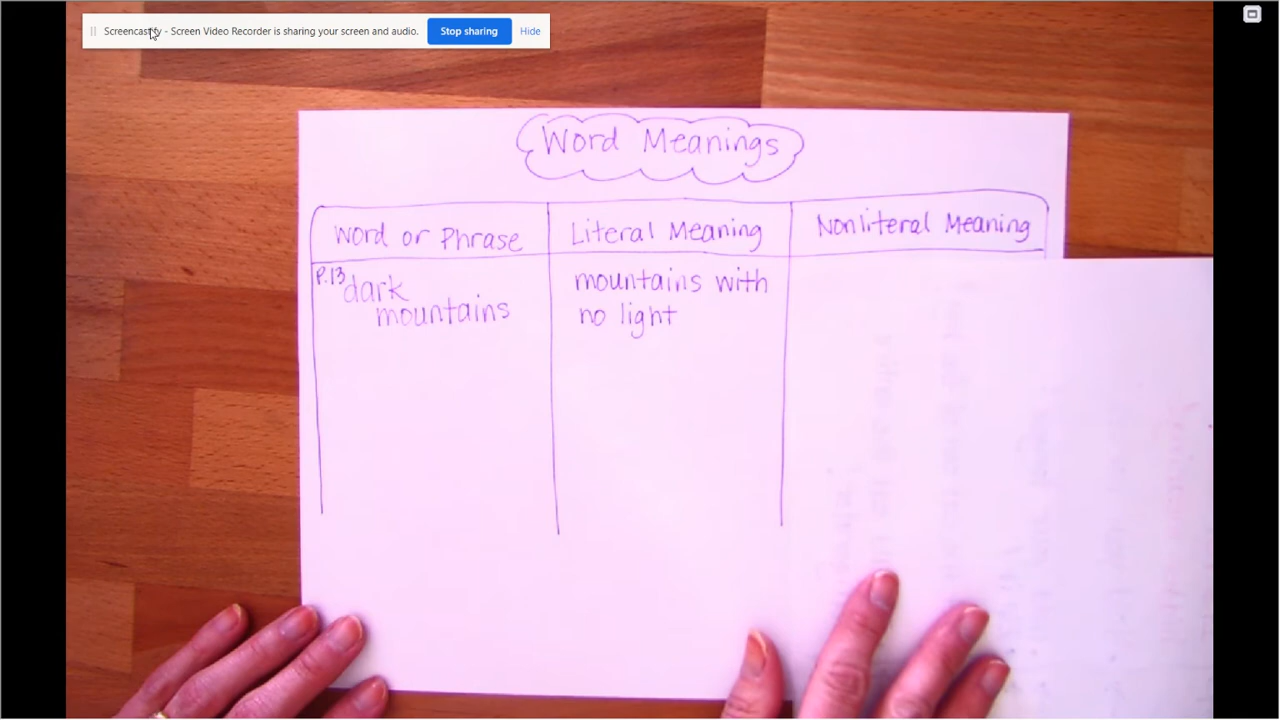 Screencastify - Screen Video Recorder is sharing your screen and audio.
Stop sharing
Hide
Word Meanings
Word or Phrase
Literal Meaning
Nonliteral Meaning
P.13 dark
mountains
mountains with
no light